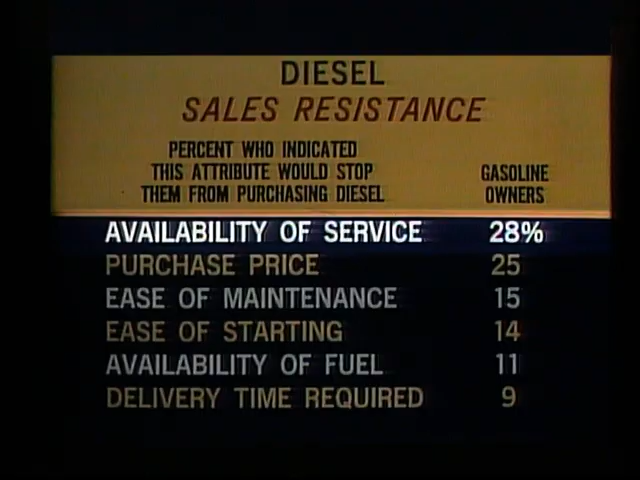 DIESEL
SALES RESISTANCE
PERCENT WHO INDICATED
THIS ATTRIBUTE WOULD STOP
THEM FROM PURCHASING DIESEL
GASOLINE
OWNERS
AVAILABILITY OF SERVICE 28%
PURCHASE PRICE 25
EASE OF MAINTENANCE 15
EASE OF STARTING 14
AVAILABILITY OF FUEL 11
DELIVERY TIME REQUIRED 9